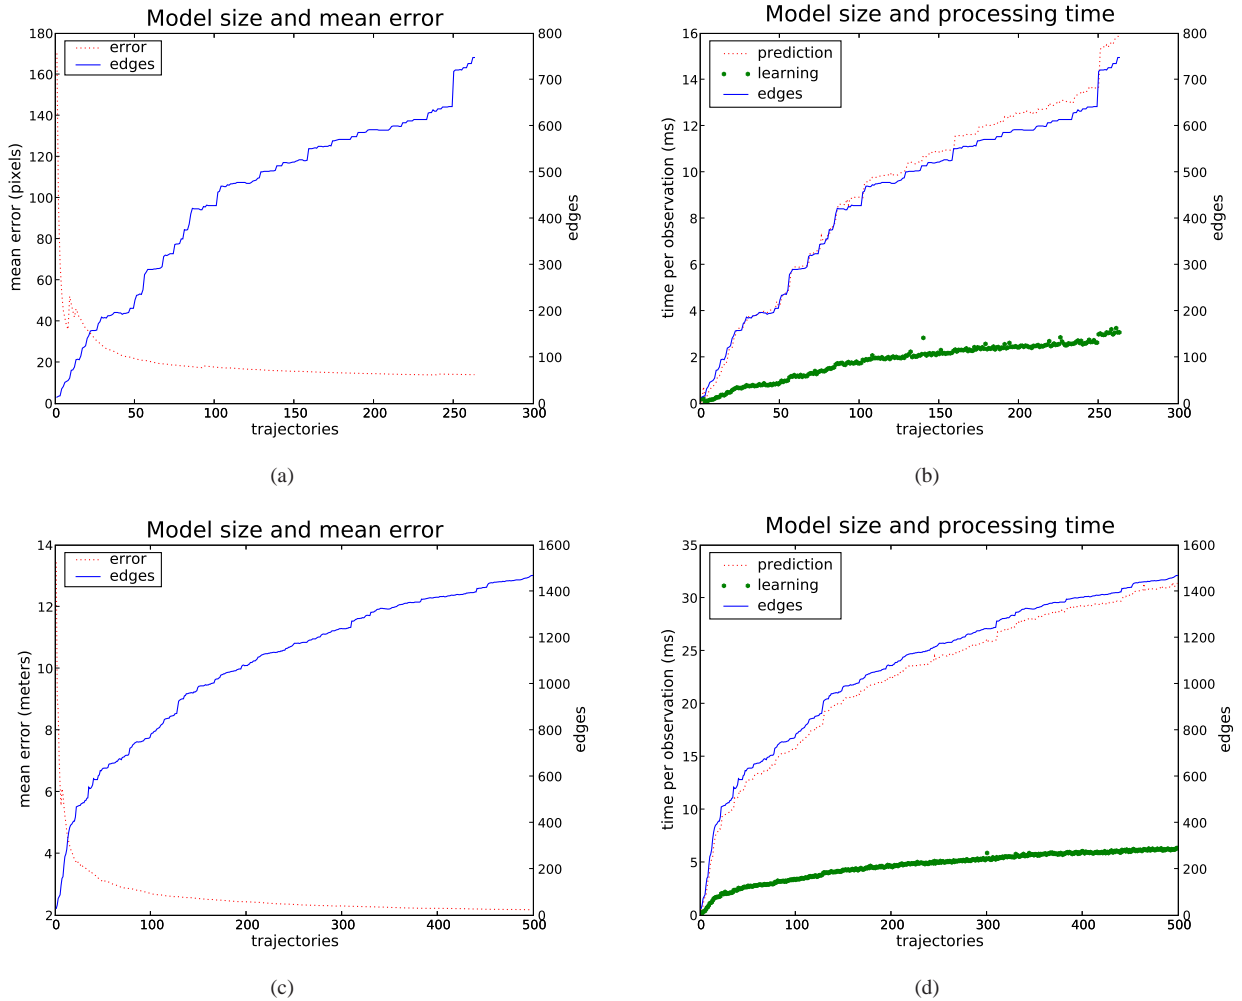 Model size and mean error
180
160
140
120
100
80
60
40
20
0
mean error (pixels)
error
edges
800
700
600
500
400
300
200
100
0
edges
0 50 100 150 200 250 300
trajectories
(a)
Model size and processing time
16
14
12
10
8
6
4
2
0
time per observation (ms)
prediction
learning
edges
800
700
600
500
400
300
200
100
0
edges
0 50 100 150 200 250 300
trajectories
(b)
Model size and mean error
14
12
10
8
6
4
2
mean error (meters)
error
edges
1600
1400
1200
1000
800
600
400
200
0
edges
0 100 200 300 400 500
trajectories
(c)
Model size and processing time
35
30
25
20
15
10
5
0
time per observation (ms)
prediction
learning
edges
1600
1400
1200
1000
800
600
400
200
0
edges
0 100 200 300 400 500
trajectories
(d)